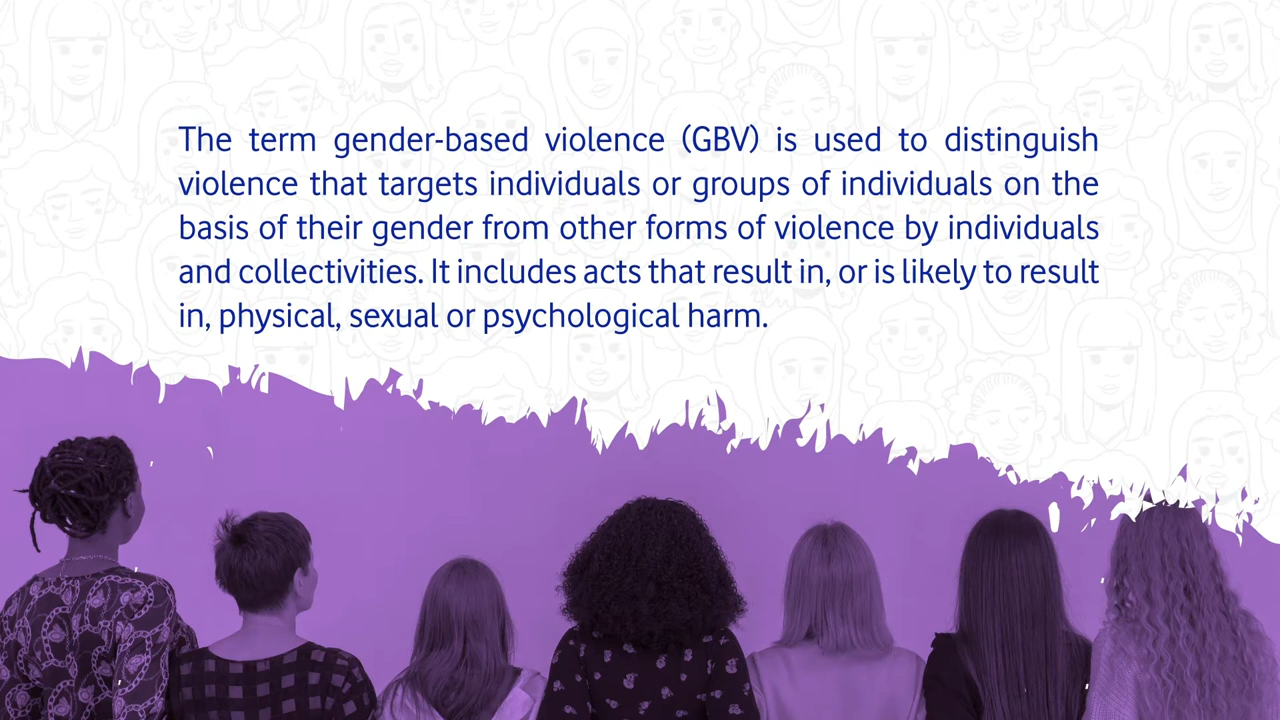 The term gender-based violence (GBV) is used to distinguish
violence that targets individuals or groups of individuals on the
basis of their gender from other forms of violence by individuals
and collectivities. It includes acts that result in, or is likely to result
in, physical, sexual or psychological harm.